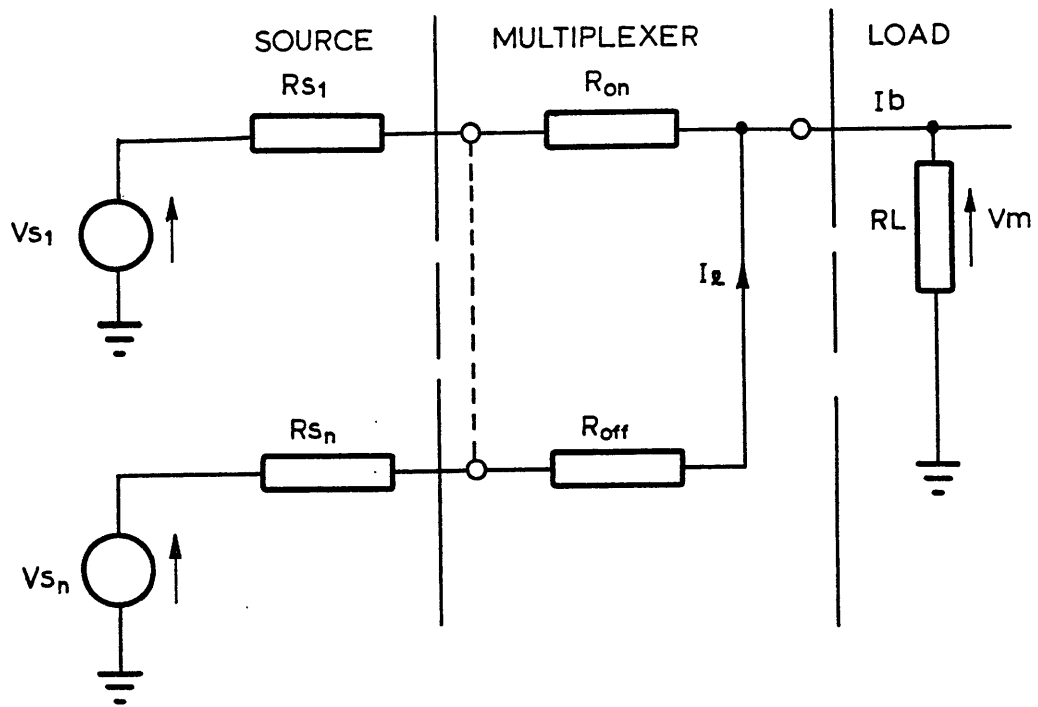 SOURCE MULTIPLEXER LOAD
Rs1 Ron Ib
Vs1 RL Vm
Iℓ
Rsn Roff
Vsn